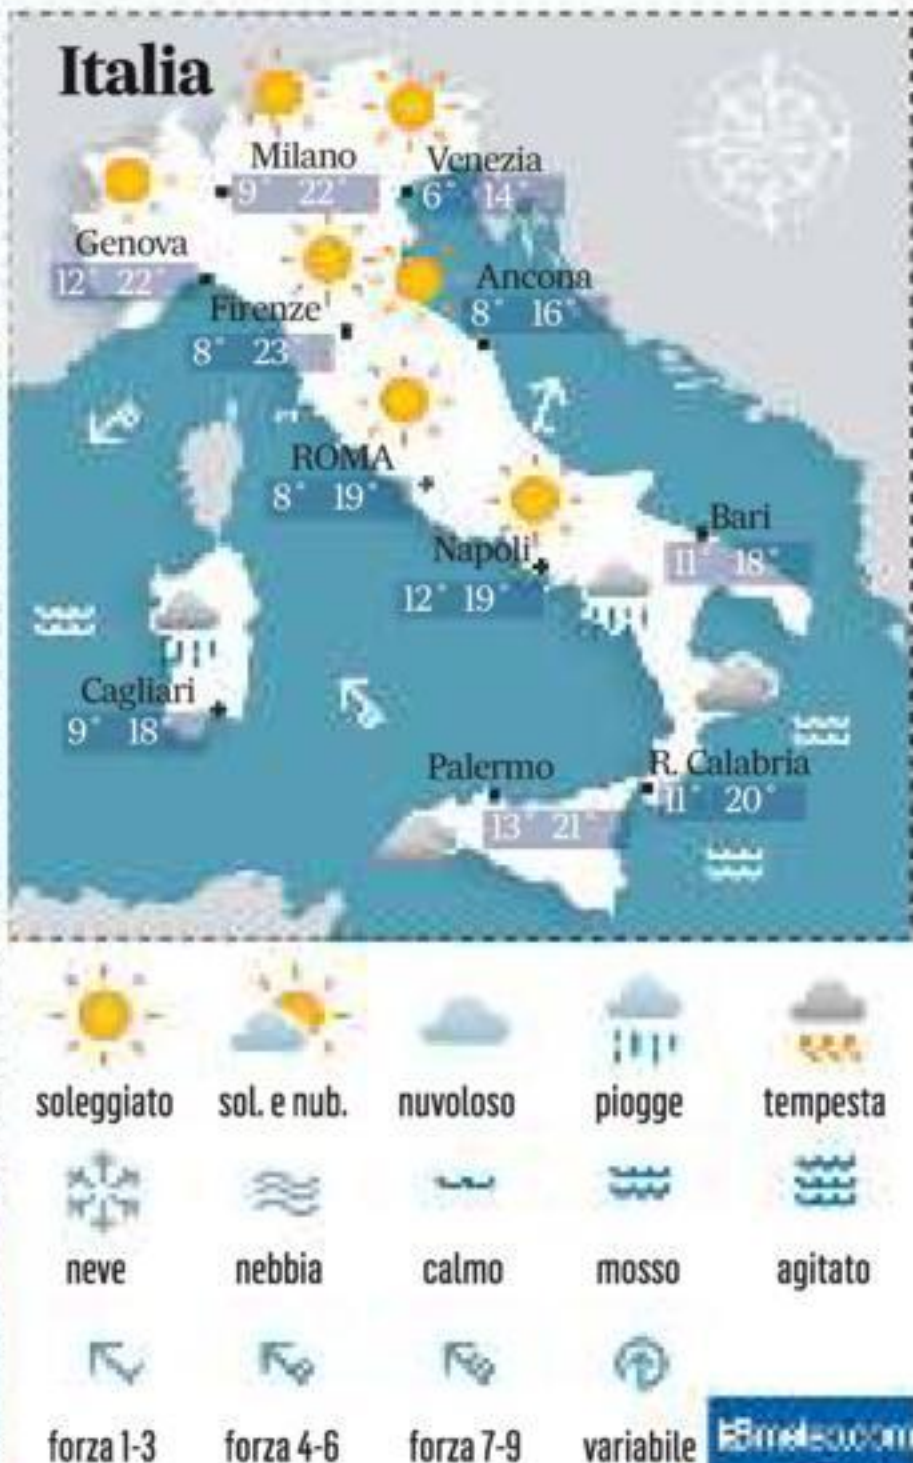 Italia
Milano
9° 22°
Venezia
6° 14°
Genova
12° 22°
Firenze
8° 23
Ancona
8° 16°
ROMA
8° 19°
Napoli
12° 19°
Bari
11° 18°
Cagliari
9° 18°
Palermo
13° 21°
R. Calabria
11° 20°
soleggiato sol. e nub. nuvoloso piogge tempesta
neve nebbia calmo mosso agitato
forza 1-3 forza 4-6 forza 7-9 variabile